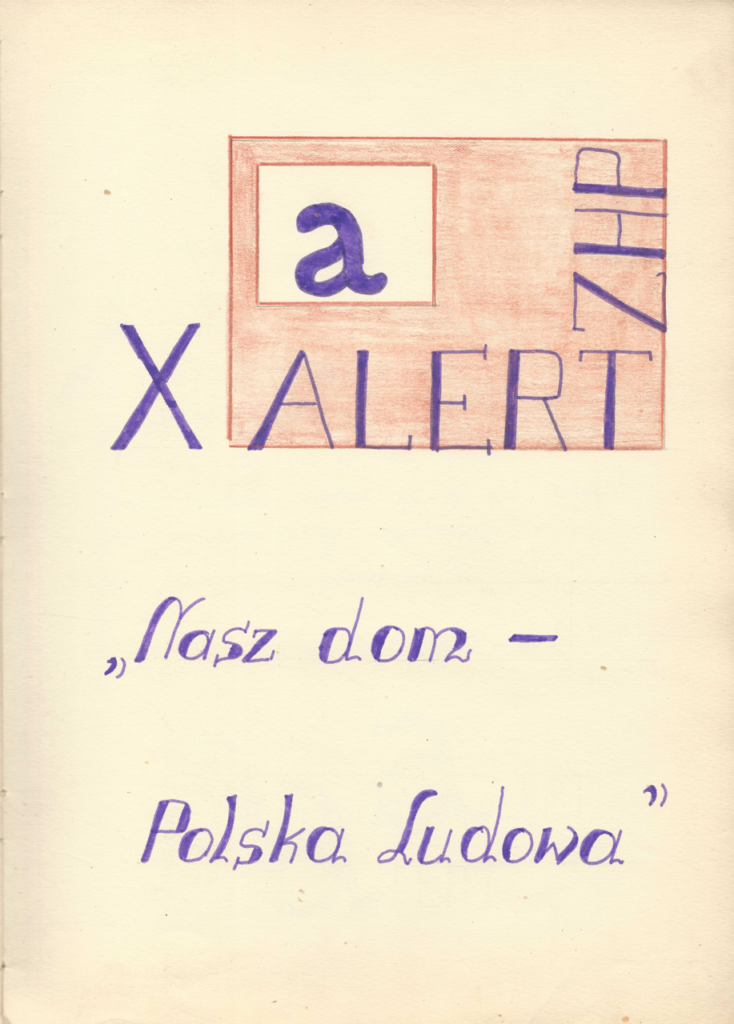 a
ZHP
X ALERT
„Nasz dom –
Polska Ludowa”